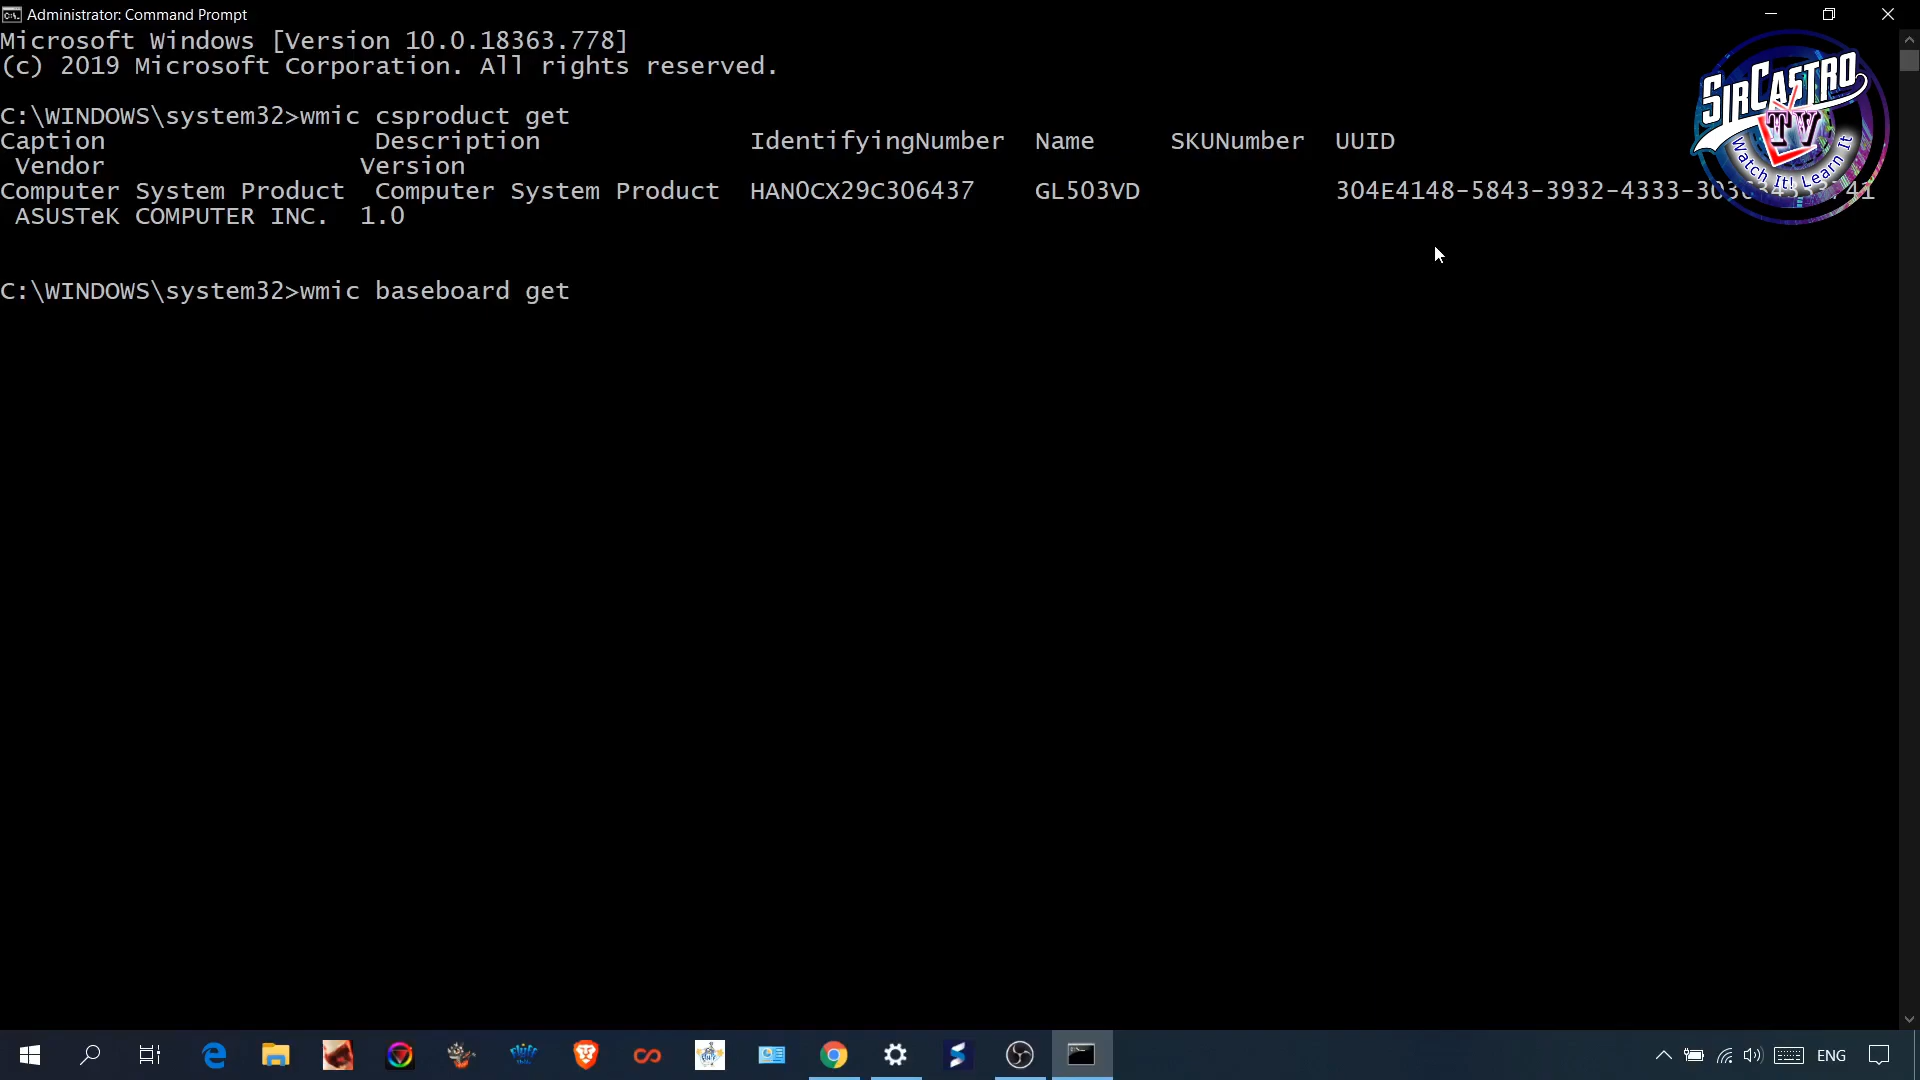 Administrator: Command Prompt
Microsoft Windows [Version 10.0.18363.778]
(c) 2019 Microsoft Corporation. All rights reserved.
C:\WINDOWS\system32>wmic csproduct get
Caption Description IdentifyingNumber Name SKUNumber UUID
Vendor Version
Computer System Product Computer System Product HAN0CX29C306437 GL503VD 304E4148-5843-3932-4333-
ASUSTeK COMPUTER INC. 1.0
C:\WINDOWS\system32>wmic baseboard get
SIRCASTRO
TV
Watch It! Learn It
ENG